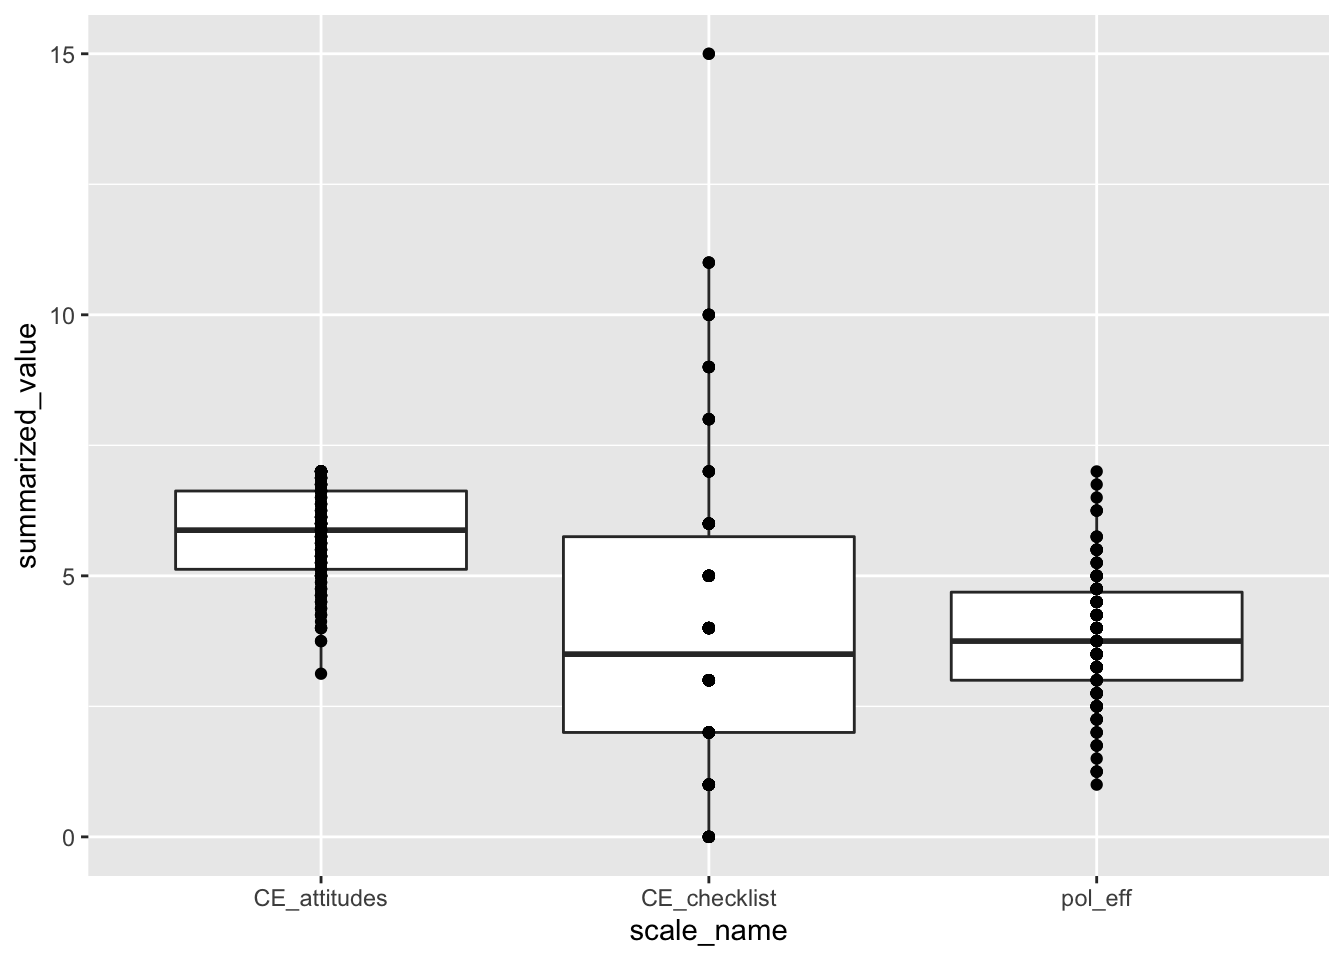 15
10
5
0
summarized_value
CE_attitudes
CE_checklist
pol_eff
scale_name